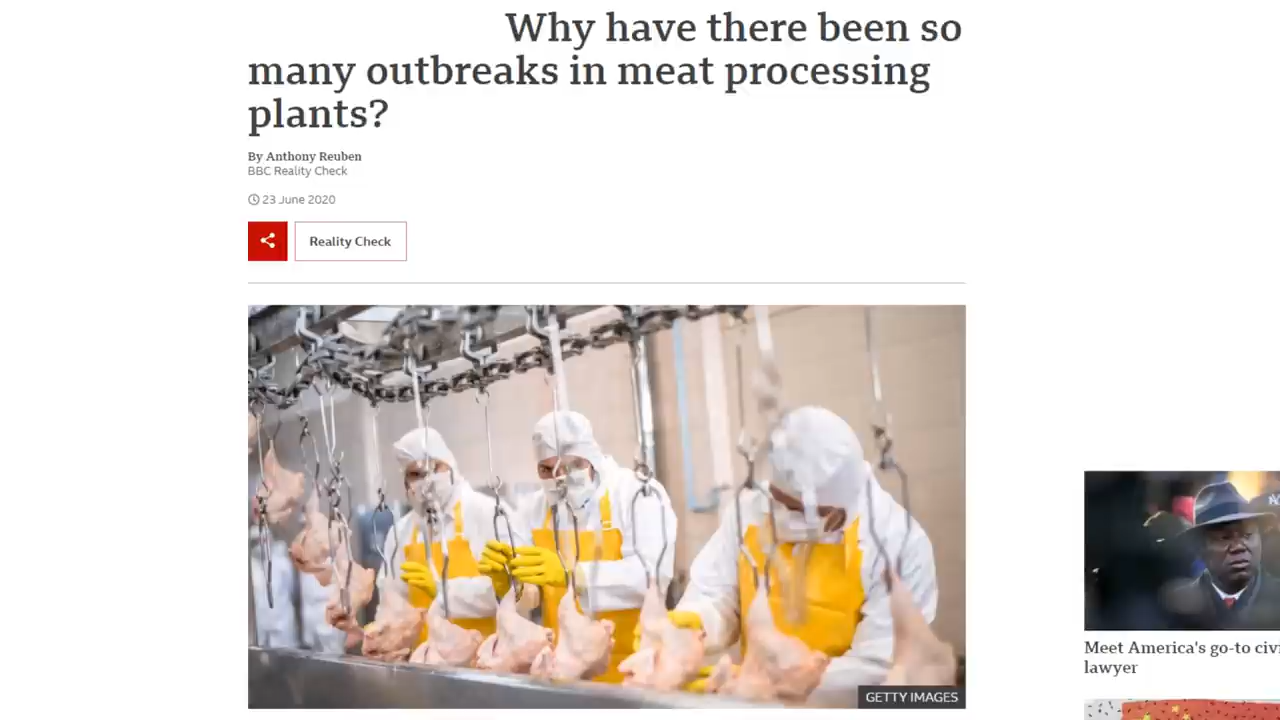 Why have there been so
many outbreaks in meat processing
plants?
By Anthony Reuben
BBC Reality Check
23 June 2020
Reality Check
GETTY IMAGES
Meet America's go-to
lawyer